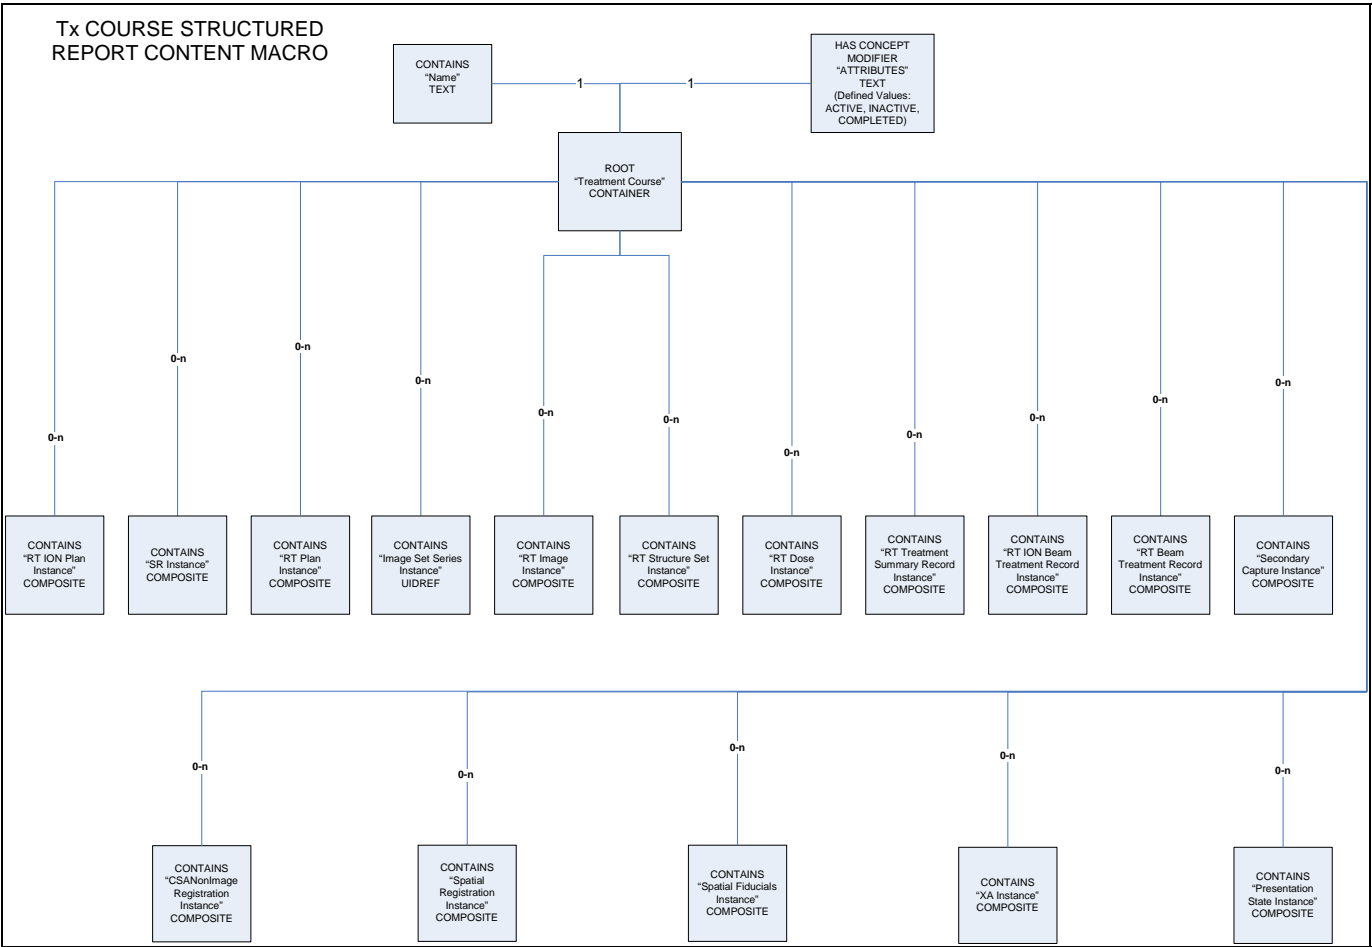 Tx COURSE STRUCTURED
REPORT CONTENT MACRO
CONTAINS
“Name”
TEXT
1
1
HAS CONCEPT
MODIFIER
“ATTRIBUTES”
TEXT
(Defined Values:
ACTIVE, INACTIVE,
COMPLETED)
ROOT
“Treatment Course”
CONTAINER
0-n
0-n
0-n
0-n
0-n
0-n
0-n
0-n
0-n
0-n
0-n
CONTAINS
“RT ION Plan
Instance”
COMPOSITE
CONTAINS
“SR Instance”
COMPOSITE
CONTAINS
“RT Plan
Instance”
COMPOSITE
CONTAINS
“Image Set Series
Instance”
UIDREF
CONTAINS
“RT Image
Instance”
COMPOSITE
CONTAINS
“RT Structure Set
Instance”
COMPOSITE
CONTAINS
“RT Dose
Instance”
COMPOSITE
CONTAINS
“RT Treatment
Summary Record
Instance”
COMPOSITE
CONTAINS
“RT ION Beam
Treatment Record
Instance”
COMPOSITE
CONTAINS
“RT Beam
Treatment Record
Instance”
COMPOSITE
CONTAINS
“Secondary
Capture Instance”
COMPOSITE
0-n
0-n
0-n
0-n
0-n
CONTAINS
“CSANonImage
Registration
Instance”
COMPOSITE
CONTAINS
“Spatial
Registration
Instance”
COMPOSITE
CONTAINS
“Spatial Fiducials
Instance”
COMPOSITE
CONTAINS
“XA Instance”
COMPOSITE
CONTAINS
“Presentation
State Instance”
COMPOSITE